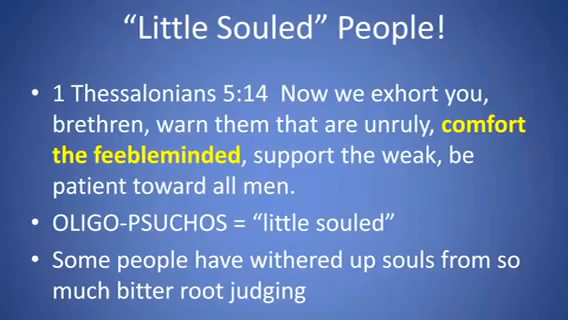 “Little Souled” People!
• 1 Thessalonians 5:14  Now we exhort you,
brethren, warn them that are unruly, comfort
the feebleminded, support the weak, be
patient toward all men.
• OLIGO-PSUCHOS = “little souled”
• Some people have withered up souls from so
much bitter root judging